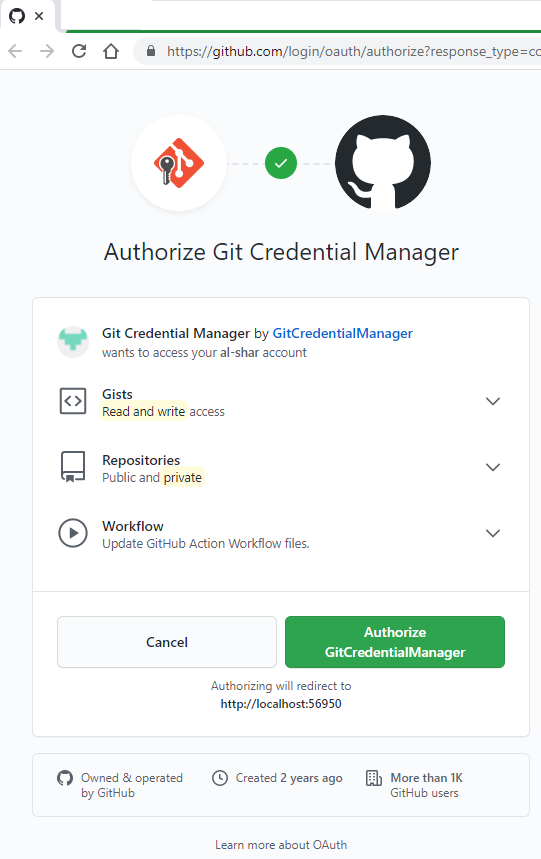 https://github.com/login/oauth/authorize?response_type=co
Authorize Git Credential Manager
Git Credential Manager by GitCredentialManager
wants to access your al-shar account
Gists
Read and write access
Repositories
Public and private
Workflow
Update GitHub Action Workflow files.
Cancel
Authorize
GitCredentialManager
Authorizing will redirect to
http://localhost:56950
Owned & operated
by GitHub
Created 2 years ago
More than 1K
GitHub users
Learn more about OAuth